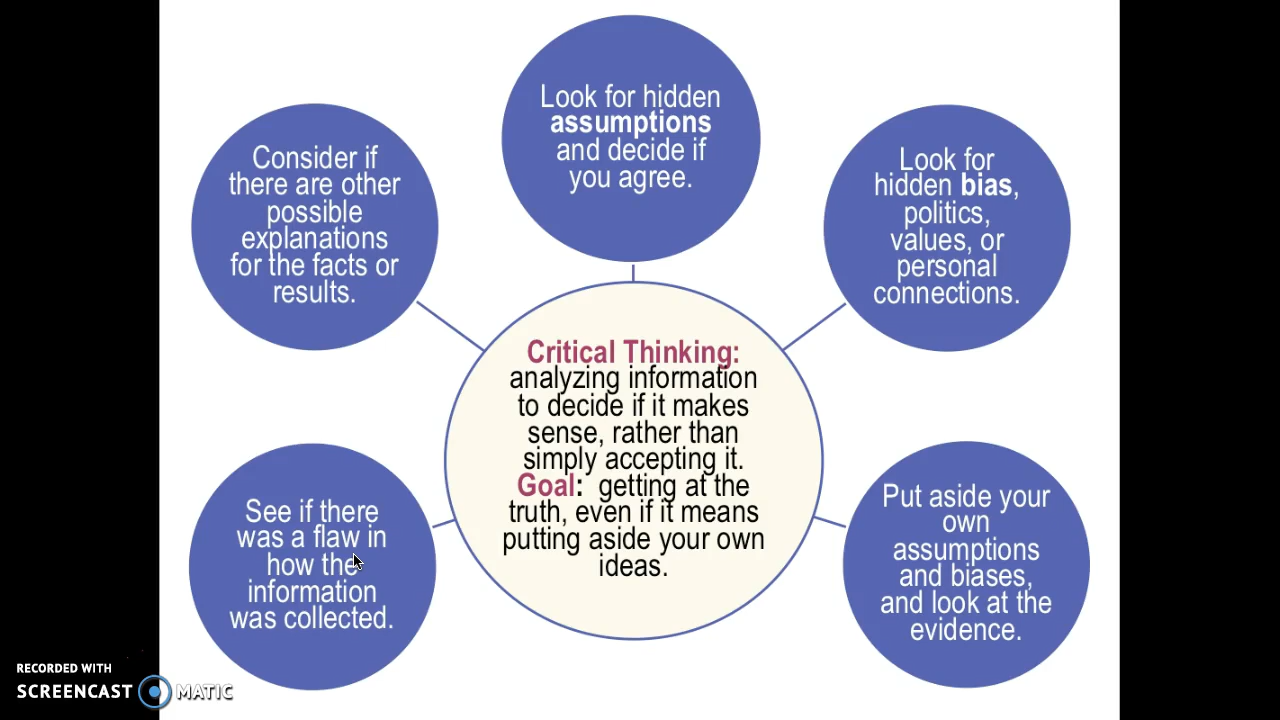 Look for hidden
assumptions
and decide if
you agree.
Consider if
there are other
possible
explanations
for the facts or
results.
Look for
hidden bias,
politics,
values, or
personal
connections.
Critical Thinking:
analyzing information
to decide if it makes
sense, rather than
simply accepting it.
Goal: getting at the
truth, even if it means
putting aside your own
ideas.
See if there
was a flaw in
how the
information
was collected.
Put aside your
own
assumptions
and biases,
and look at the
evidence.
RECORDED WITH
SCREENCAST MATIC